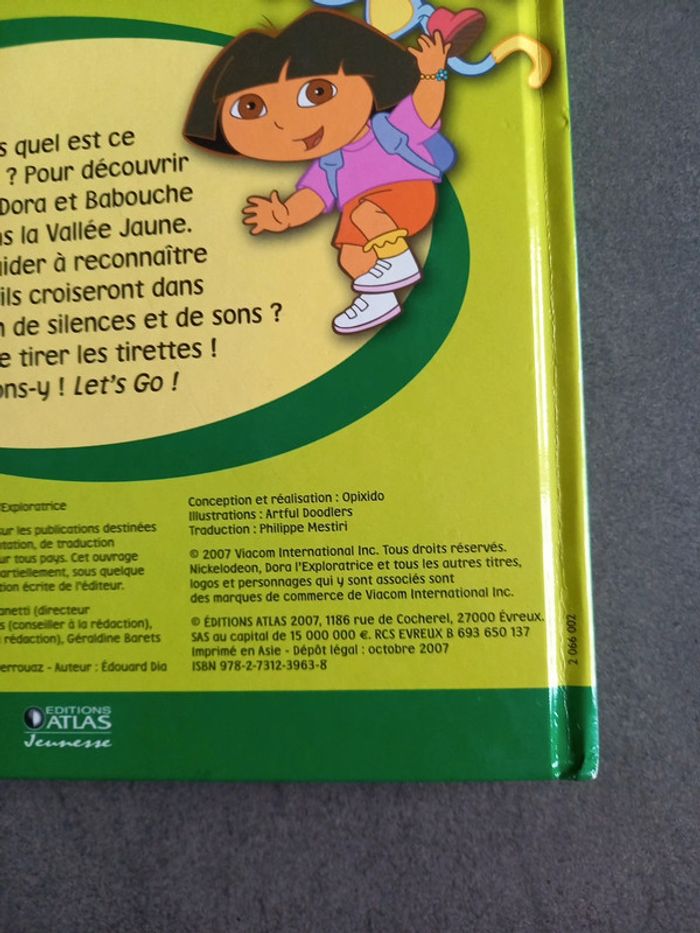 s quel est ce
? Pour découvrir
Dora et Babouche
ns la Vallée Jaune.
ider à reconnaître
ils croiseront dans
n de silences et de sons ?
e tirer les tirettes !
ons-y ! Let's Go !
'Exploratrice
sur les publications destinées
ntation, de traduction
ur tous pays. Cet ouvrage
artiellement, sous quelque
tion écrite de l'éditeur.
anetti (directeur
s (conseiller à la rédaction),
rédaction), Géraldine Barets
errouaz - Auteur : Édouard Dia
Conception et réalisation : Opixido
Illustrations : Artful Doodlers
Traduction : Philippe Mestiri
© 2007 Viacom International Inc. Tous droits réservés.
Nickelodeon, Dora l'Exploratrice et tous les autres titres,
logos et personnages qui y sont associés sont
des marques de commerce de Viacom International Inc.
© ÉDITIONS ATLAS 2007, 1186 rue de Cocherel, 27000 Évreux.
SAS au capital de 15 000 000 €. RCS EVREUX B 693 650 137
Imprimé en Asie - Dépôt légal : octobre 2007
ISBN 978-2-7312-3963-8
2 066 002
EDITIONS
ATLAS
Jeunesse